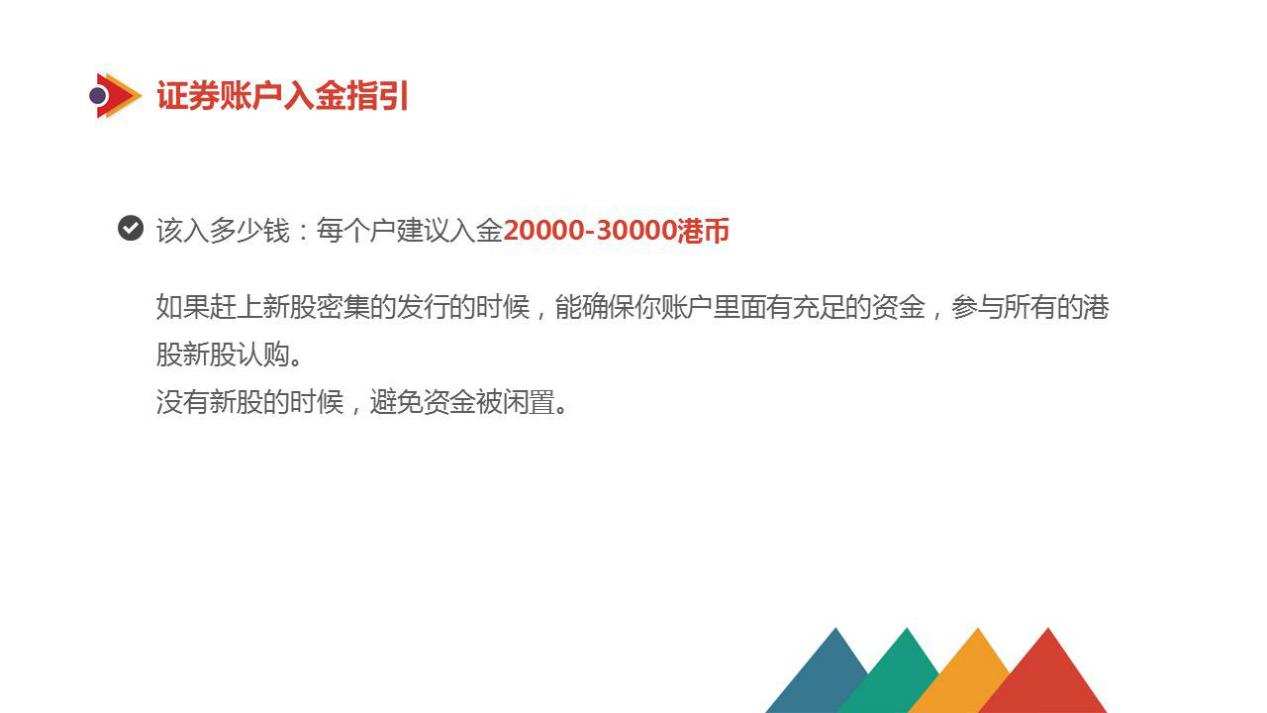 证券账户入金指引
该入多少钱：每个户建议入金20000-30000港币
如果赶上新股密集的发行的时候，能确保你账户里面有充足的资金，参与所有的港
股新股认购。
没有新股的时候，避免资金被闲置。